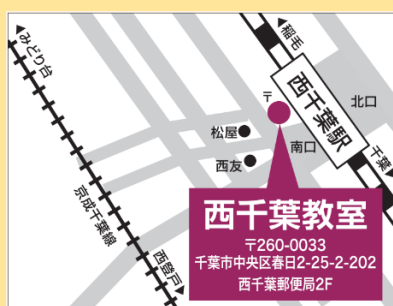 みどり台
稲毛
〒
西千葉駅
北口
南口
千葉
松屋
西友
京成千葉線
西登戸
西千葉教室
〒260-0033
千葉市中央区春日2-25-2-202
西千葉郵便局2F